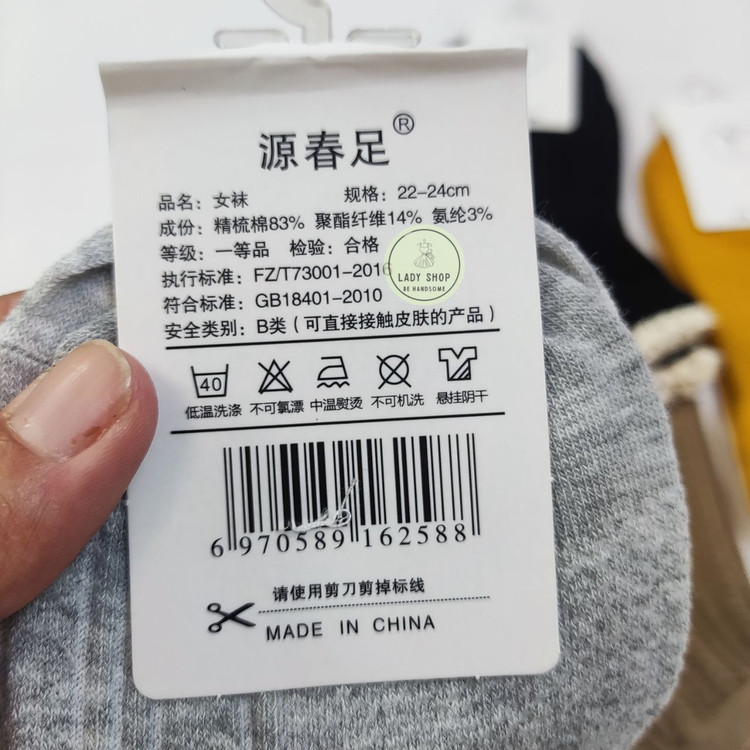 源春足®
品名：女袜 规格：22-24cm
成份：精梳棉83% 聚酯纤维14% 氨纶3%
等级：一等品 检验：合格
执行标准：FZ/T73001-2016
LADY SHOP
BE HANDSOME
符合标准：GB18401-2010
安全类别：B类（可直接接触皮肤的产品）
40
低温洗涤 不可氯漂 中温熨烫 不可机洗 悬挂阴干
6 970589 162588
请使用剪刀剪掉标线
MADE IN CHINA